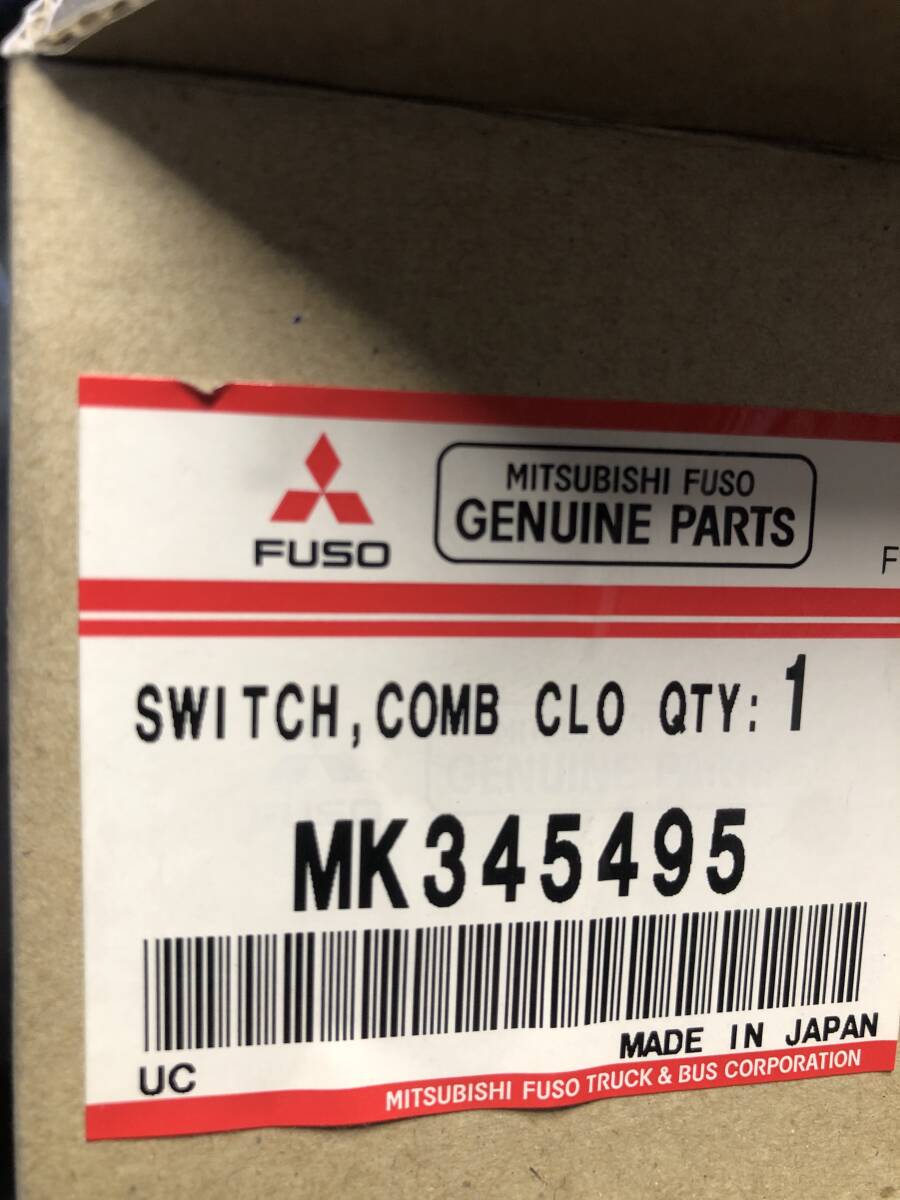 MITSUBISHI FUSO
GENUINE PARTS
FUSO
F
SWITCH,COMB CLO QTY: 1
MK345495
MADE IN JAPAN
UC
MITSUBISHI FUSO TRUCK & BUS CORPORATION